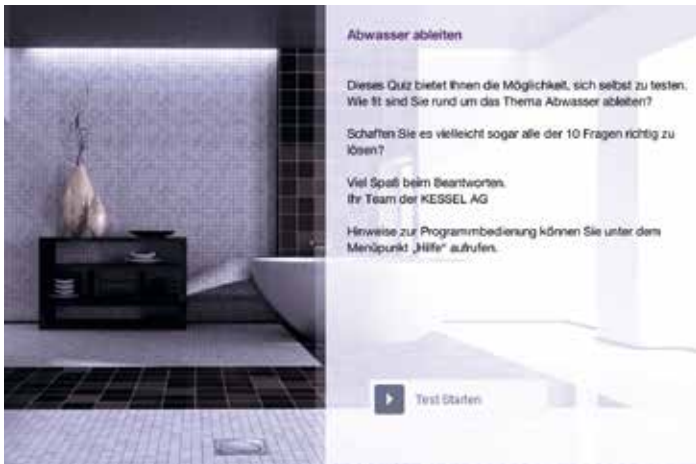 Abwasser ableiten
Dieses Quiz bietet Ihnen die Möglichkeit, sich selbst zu testen.
Wie fit sind Sie rund um das Thema Abwasser ableiten?
Schaffen Sie es vielleicht sogar alle der 10 Fragen richtig zu
lösen?
Viel Spaß beim Beantworten.
Ihr Team der KESSEL AG
Hinweise zur Programmbedienung können Sie unter dem
Menüpunkt „Hilfe“ aufrufen.
Test Starten